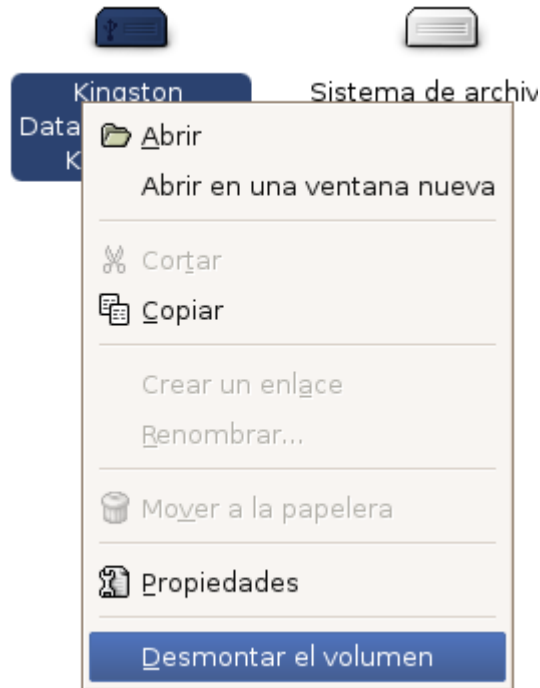 Kingston
Sistema de archiv
Data
K
Abrir
Abrir en una ventana nueva
Cortar
Copiar
Crear un enlace
Renombrar...
Mover a la papelera
Propiedades
Desmontar el volumen